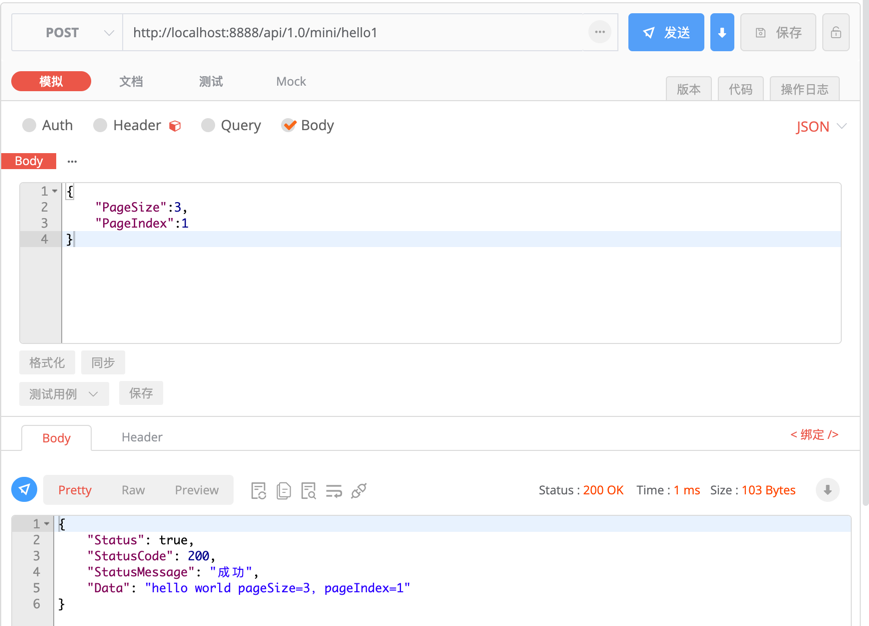 POST http://localhost:8888/api/1.0/mini/hello1 ··· 发送 保存
模拟 文档 测试 Mock 版本 代码 操作日志
Auth Header Query Body JSON
Body ···
1 {
2 "PageSize":3,
3 "PageIndex":1
4 }
格式化 同步
测试用例 保存
Body Header < 绑定 />
Pretty Raw Preview Status : 200 OK Time : 1 ms Size : 103 Bytes
1 {
2 "Status": true,
3 "StatusCode": 200,
4 "StatusMessage": "成功",
5 "Data": "hello world pageSize=3, pageIndex=1"
6 }